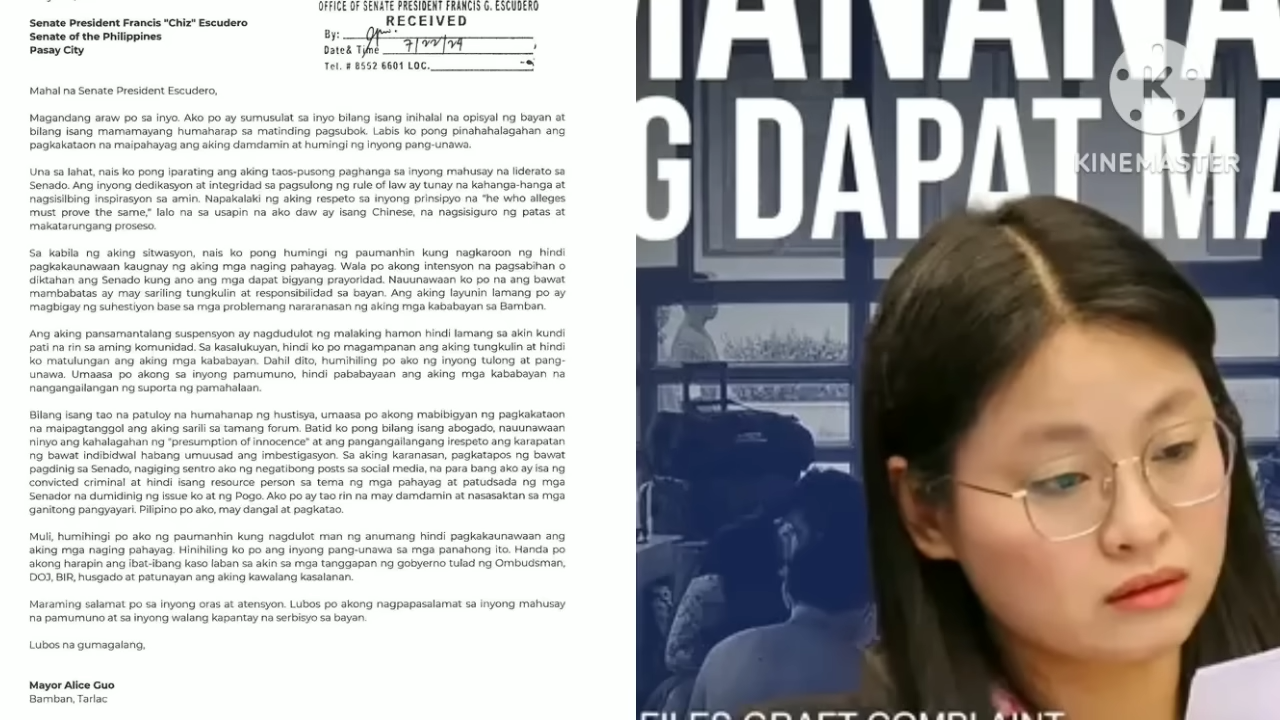 OFFICE OF SENATE PRESIDENT FRANCIS G. ESCUDERO
RECEIVED
By:
Date & Time 7/22/24
Tel. # 8552 6601 LOC.
Senate President Francis "Chiz" Escudero
Senate of the Philippines
Pasay City
Mahal na Senate President Escudero,
Magandang araw po sa inyo. Ako po ay sumusulat sa inyo bilang isang inihalal na opisyal ng bayan at
bilang isang mamamayang humaharap sa matinding pagsubok. Labis ko pong pinahahalagahan ang
pagkakataon na maipahayag ang aking damdamin at humingi ng inyong pang-unawa.
Una sa lahat, nais ko pong iparating ang aking taos-pusong paghanga sa inyong mahusay na liderato sa
Senado. Ang inyong dedikasyon at integridad sa pagsulong ng rule of law ay tunay na kahanga-hanga at
nagsisilbing inspirasyon sa amin. Napakalaki ng aking respeto sa inyong prinsipyo na "he who alleges
must prove the same," lalo na sa usapin na ako daw ay isang Chinese, na nagsisiguro ng patas at
makatarungang proseso.
Sa kabila ng aking sitwasyon, nais ko pong humingi ng paumanhin kung nagkaroon ng hindi
pagkakaunawaan kaugnay ng aking mga naging pahayag. Wala po akong intensyon na pagsabihan o
diktahan ang Senado kung ano ang mga dapat bigyang prayoridad. Nauunawaan ko po na ang bawat
mambabatas ay may sariling tungkulin at responsibilidad sa bayan. Ang aking layunin lamang po ay
magbigay ng suhestiyon base sa mga problemang nararanasan ng aking mga kababayan sa Bamban.
Ang aking pansamantalang suspensyon ay nagdudulot ng malaking hamon hindi lamang sa akin kundi
pati na rin sa aming komunidad. Sa kasalukuyan, hindi ko po magampanan ang aking tungkulin at hindi
ko matulungan ang aking mga kababayan. Dahil dito, humihiling po ako ng inyong tulong at pang-
unawa. Umaasa po akong sa inyong pamumuno, hindi pababayaan ang aking mga kababayan na
nangangailangan ng suporta ng pamahalaan.
Bilang isang tao na patuloy na humahanap ng hustisya, umaasa po akong mabibigyan ng pagkakataon
na maipagtanggol ang aking sarili sa tamang forum. Batid ko pong bilang isang abogado, nauunawaan
ninyo ang kahalagahan ng "presumption of innocence" at ang pangangailangang irespeto ang karapatan
ng bawat indibidwal habang umuusad ang imbestigasyon. Sa aking karanasan, pagkatapos ng bawat
pagdinig sa Senado, nagiging sentro ako ng negatibong posts sa social media, na para bang ako ay isa ng
convicted criminal at hindi isang resource person sa tema ng mga pahayag at patudsada ng mga
Senador na dumidinig ng issue ko at ng Pogo. Ako po ay tao rin na may damdamin at nasasaktan sa mga
ganitong pangyayari. Pilipino po ako, may dangal at pagkatao.
Muli, humihingi po ako ng paumanhin kung nagdulot man ng anumang hindi pagkakaunawaan ang
aking mga naging pahayag. Hinihiling ko po ang inyong pang-unawa sa mga panahong ito. Handa po
akong harapin ang ibat-ibang kaso laban sa akin sa mga tanggapan ng gobyerno tulad ng Ombudsman,
DOJ, BIR, husgado at patunayan ang aking kawalang kasalanan.
Maraming salamat po sa inyong oras at atensyon. Lubos po akong nagpapasalamat sa inyong mahusay
na pamumuno at sa inyong walang kapantay na serbisyo sa bayan.
Lubos na gumagalang,
Mayor Alice Guo
Bamban, Tarlac
G DAPAT MA
K
KINEMASTER
FILES GRAFT COMPLAINT